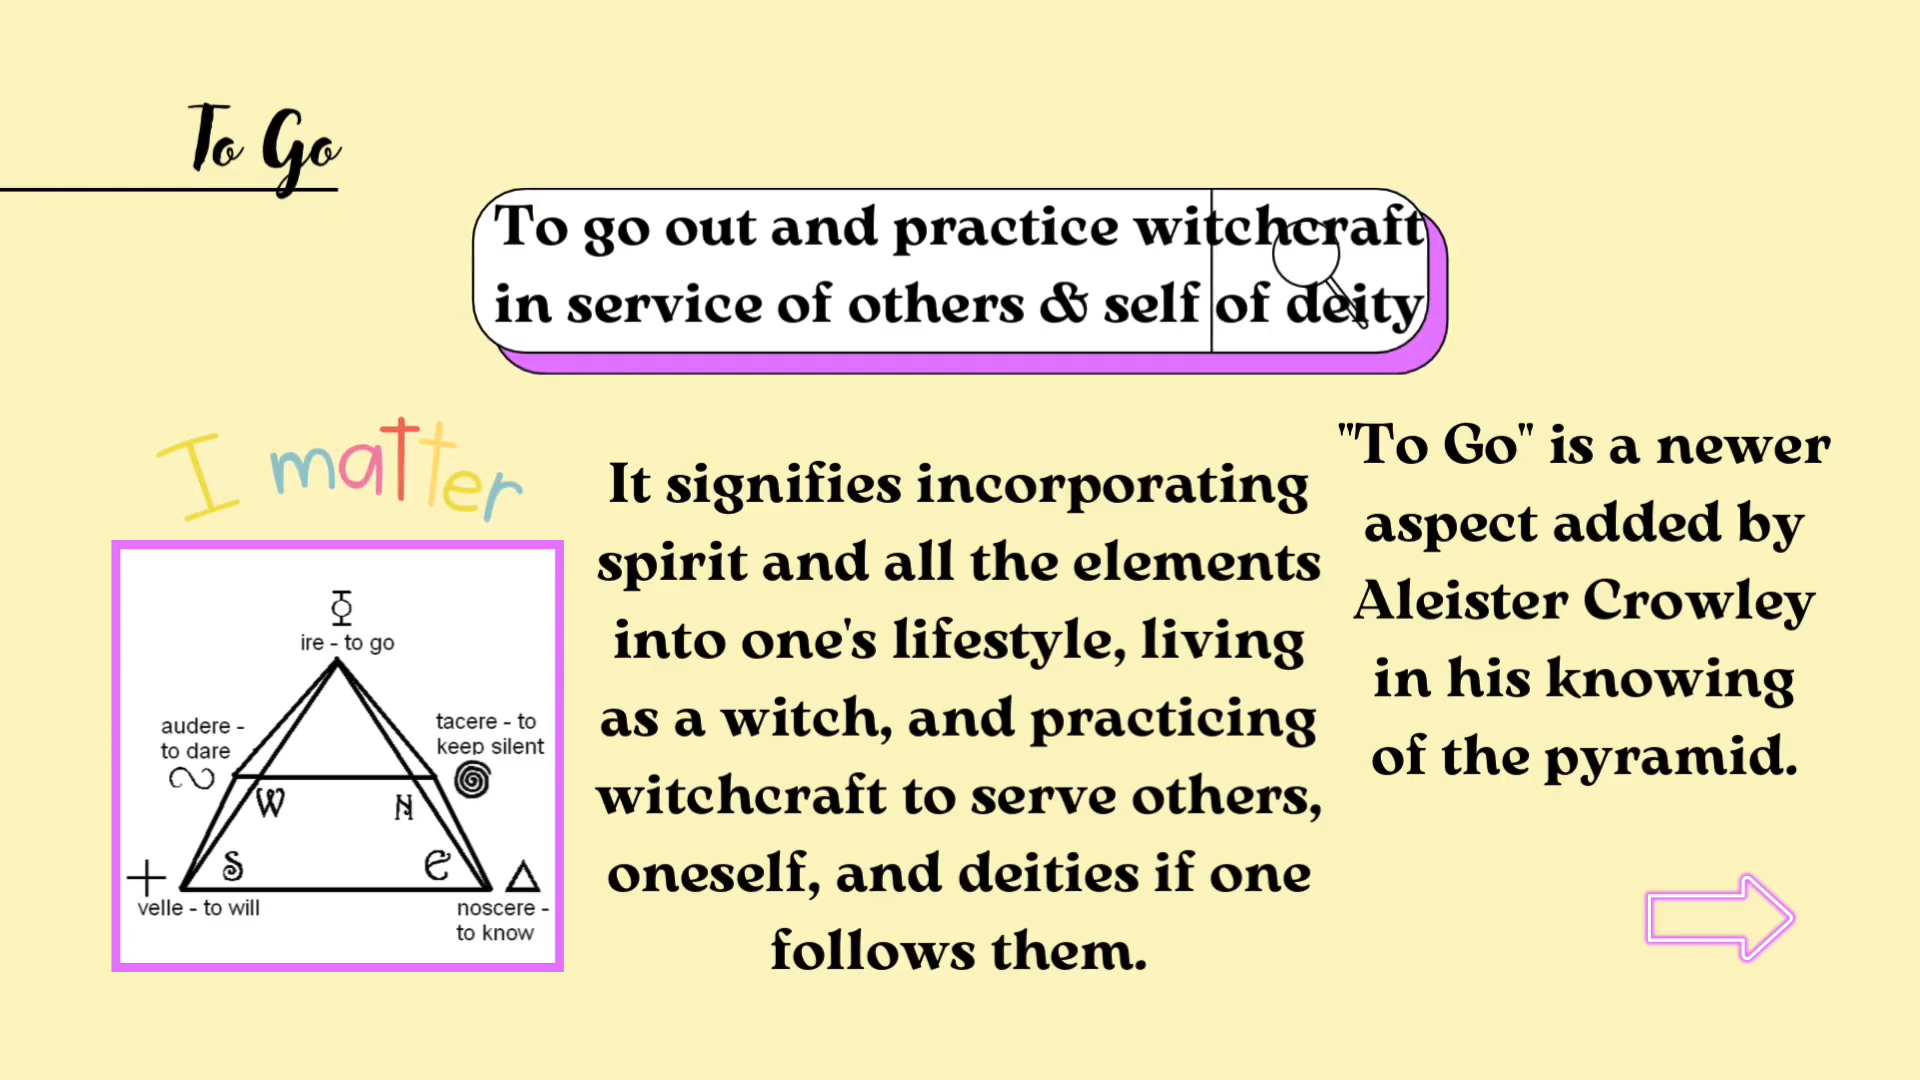 To Go
To go out and practice witchcraft
in service of others & self of deity
I matter
ire - to go
audere -
to dare
tacere - to
keep silent
W
N
S
E
velle - to will
noscere -
to know
It signifies incorporating
spirit and all the elements
into one's lifestyle, living
as a witch, and practicing
witchcraft to serve others,
oneself, and deities if one
follows them.
"To Go" is a newer
aspect added by
Aleister Crowley
in his knowing
of the pyramid.